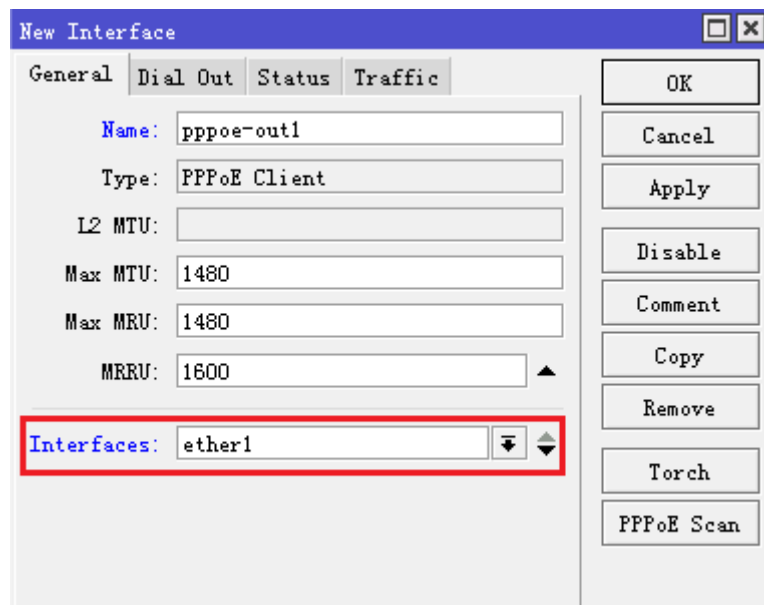 New Interface
General Dial Out Status Traffic
Name: pppoe-out1
Type: PPPoE Client
L2 MTU:
Max MTU: 1480
Max MRU: 1480
MRRU: 1600
Interfaces: ether1
OK
Cancel
Apply
Disable
Comment
Copy
Remove
Torch
PPPoE Scan